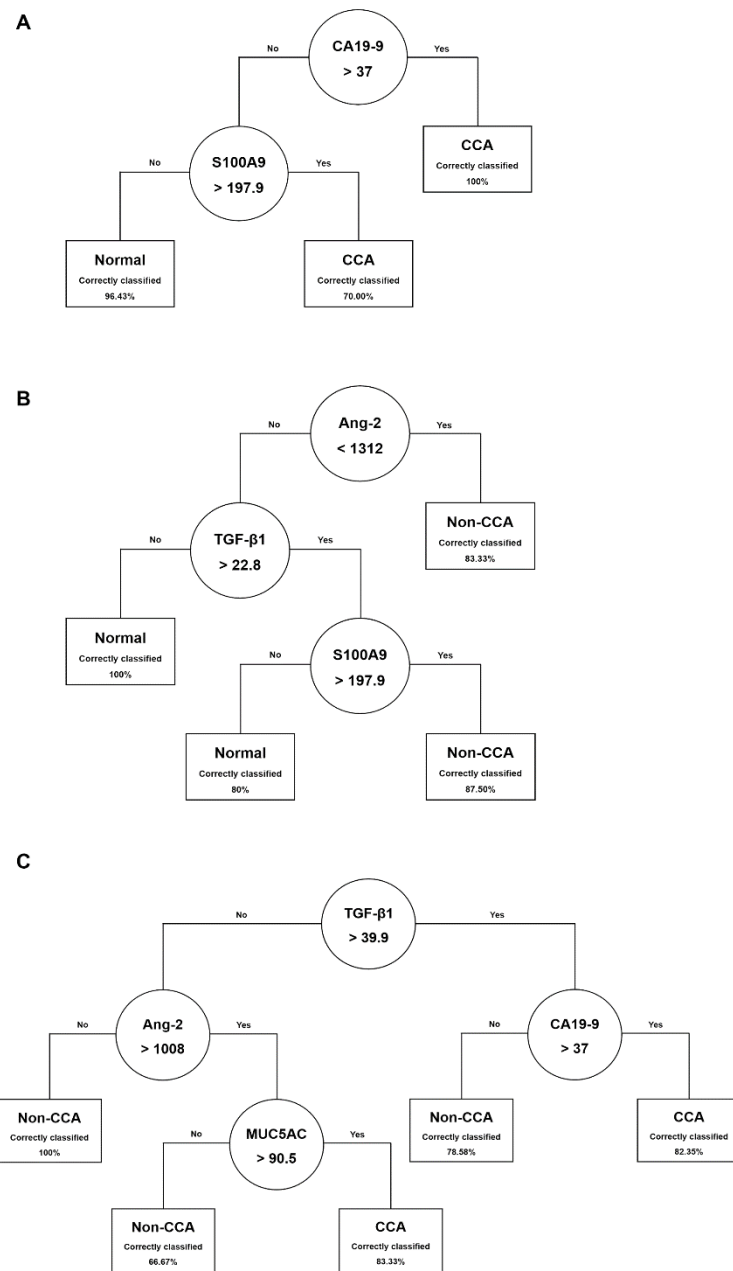 A
CA19-9
> 37
No
Yes
S100A9
> 197.9
CCA
Correctly classified
100%
No
Yes
Normal
Correctly classified
96.43%
CCA
Correctly classified
70.00%
B
Ang-2
< 1312
No
Yes
TGF-β1
> 22.8
Non-CCA
Correctly classified
83.33%
No
Yes
Normal
Correctly classified
100%
S100A9
> 197.9
No
Yes
Normal
Correctly classified
80%
Non-CCA
Correctly classified
87.50%
C
TGF-β1
> 39.9
No
Yes
Ang-2
> 1008
CA19-9
> 37
No
Yes
No
Yes
Non-CCA
Correctly classified
100%
MUC5AC
> 90.5
Non-CCA
Correctly classified
78.58%
CCA
Correctly classified
82.35%
No
Yes
Non-CCA
Correctly classified
66.67%
CCA
Correctly classified
83.33%